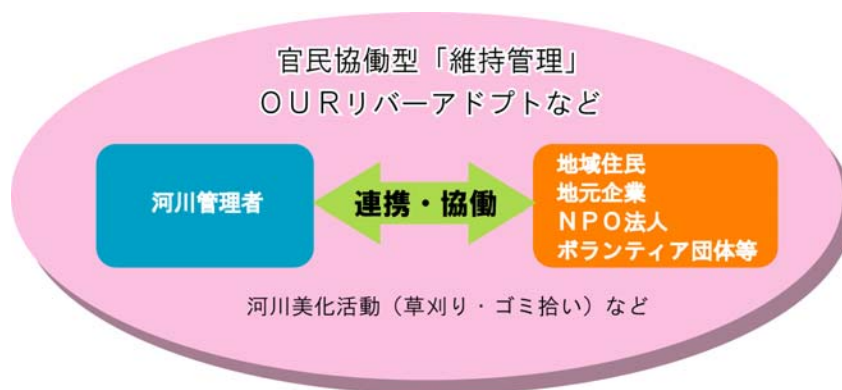 官民協働型「維持管理」
OURリバーアドプトなど
河川管理者
連携・協働
地域住民
地元企業
NPO法人
ボランティア団体等
河川美化活動（草刈り・ゴミ拾い）など